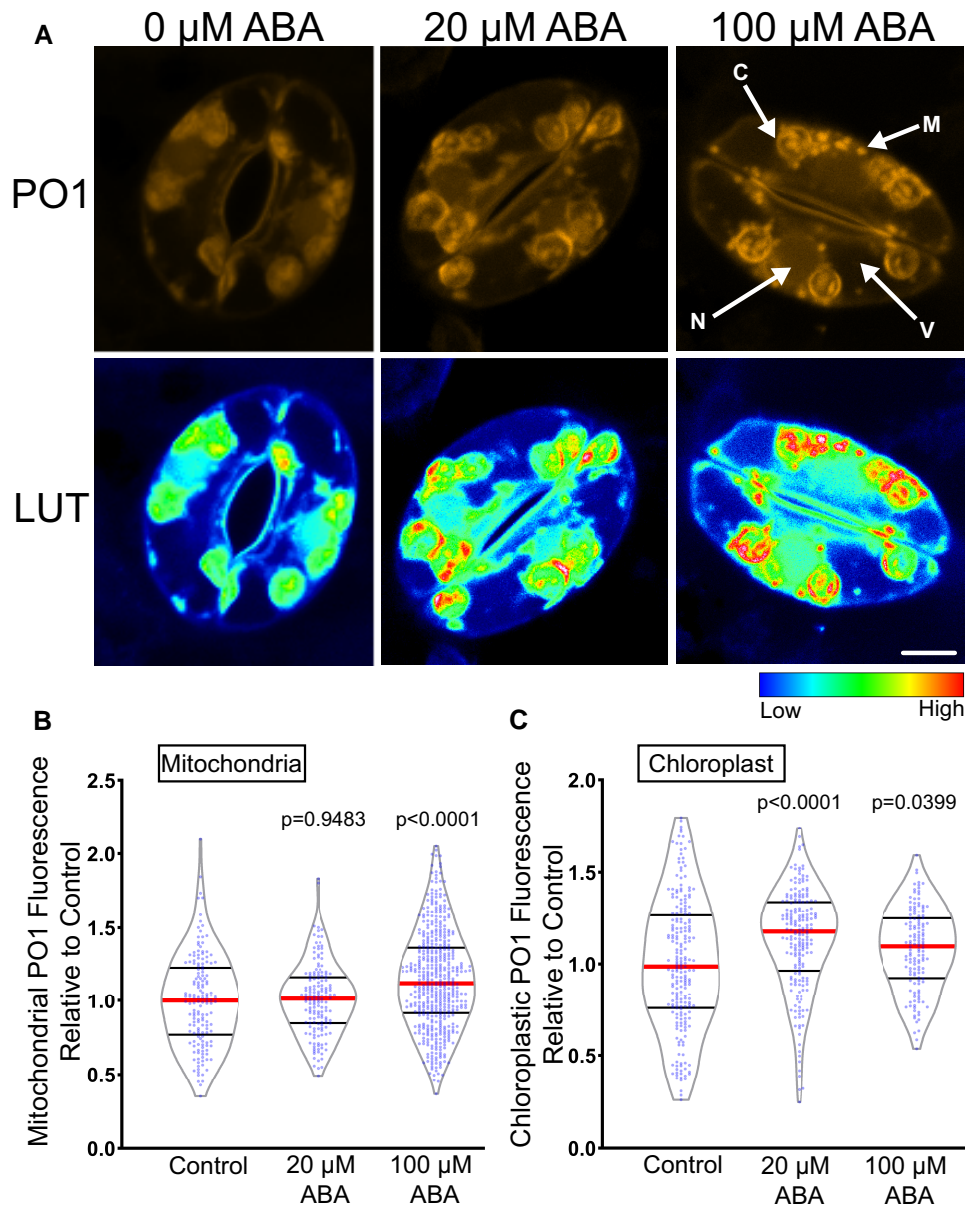 A
0 μM ABA 20 μM ABA 100 μM ABA
PO1
C
M
N
V
LUT
Low High
B
Mitochondrial PO1 Fluorescence
Relative to Control
Mitochondria
2.5
2.0
1.5
1.0
0.5
0.0
p=0.9483 p<0.0001
Control 20 μM ABA 100 μM ABA
C
Chloroplastic PO1 Fluorescence
Relative to Control
Chloroplast
2.0
1.5
1.0
0.5
0.0
p<0.0001 p=0.0399
Control 20 μM ABA 100 μM ABA